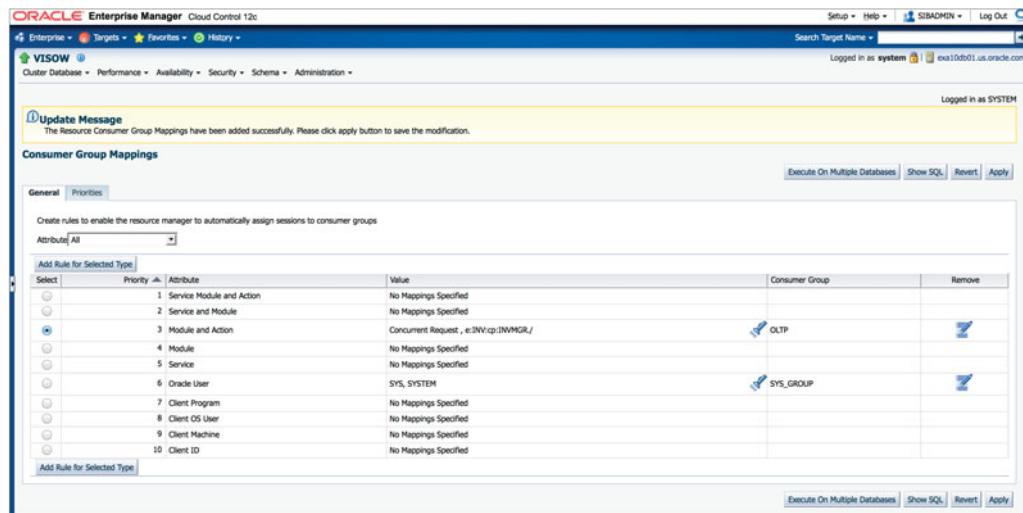 ORACLE Enterprise Manager Cloud Control 12c
Setup Help SIBADMIN Log Out
Enterprise Targets Favorites History
Search Target Name
VISOW
Logged in as system exa10db01.us.oracle.com
Cluster Database Performance Availability Security Schema Administration
Logged in as SYSTEM
Update Message
The Resource Consumer Group Mappings have been added successfully. Please click apply button to save the modification.
Consumer Group Mappings
Execute On Multiple Databases Show SQL Revert Apply
General Priorities
Create rules to enable the resource manager to automatically assign sessions to consumer groups
Attribute All
Add Rule for Selected Type
Select Priority Attribute Value Consumer Group Remove
1 Service Module and Action No Mappings Specified
2 Service and Module No Mappings Specified
3 Module and Action Concurrent Request , e:INV:cp:INVMGR./ OLTP
4 Module No Mappings Specified
5 Service No Mappings Specified
6 Oracle User SYS, SYSTEM SYS_GROUP
7 Client Program No Mappings Specified
8 Client OS User No Mappings Specified
9 Client Machine No Mappings Specified
10 Client ID No Mappings Specified
Add Rule for Selected Type
Execute On Multiple Databases Show SQL Revert Apply